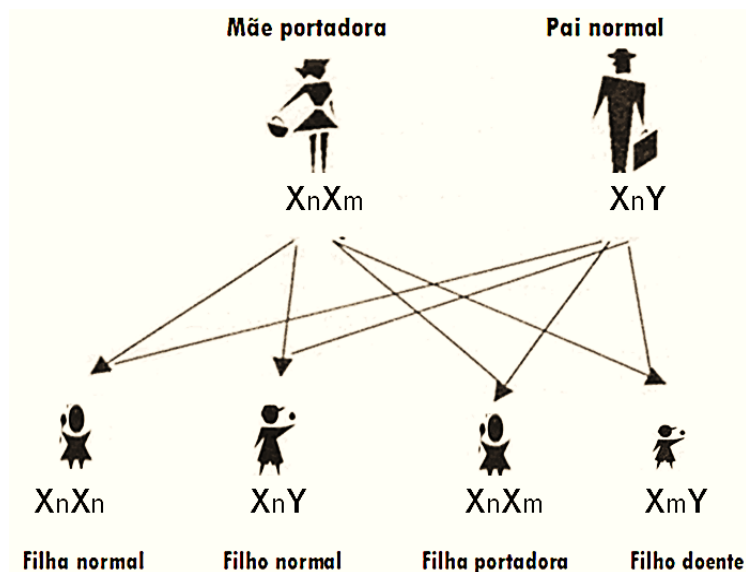 Mãe portadora Pai normal
XnXm XnY
XnXn XnY XnXm XmY
Filha normal Filho normal Filha portadora Filho doente